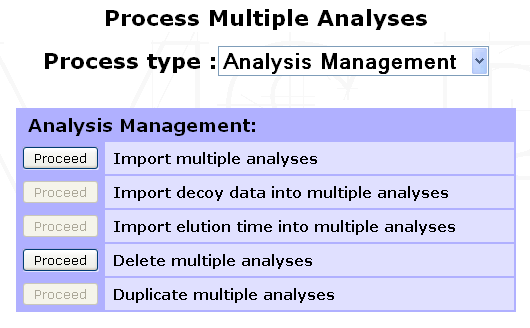 Process Multiple Analyses
Process type : Analysis Management
Analysis Management:
Proceed Import multiple analyses
Proceed Import decoy data into multiple analyses
Proceed Import elution time into multiple analyses
Proceed Delete multiple analyses
Proceed Duplicate multiple analyses